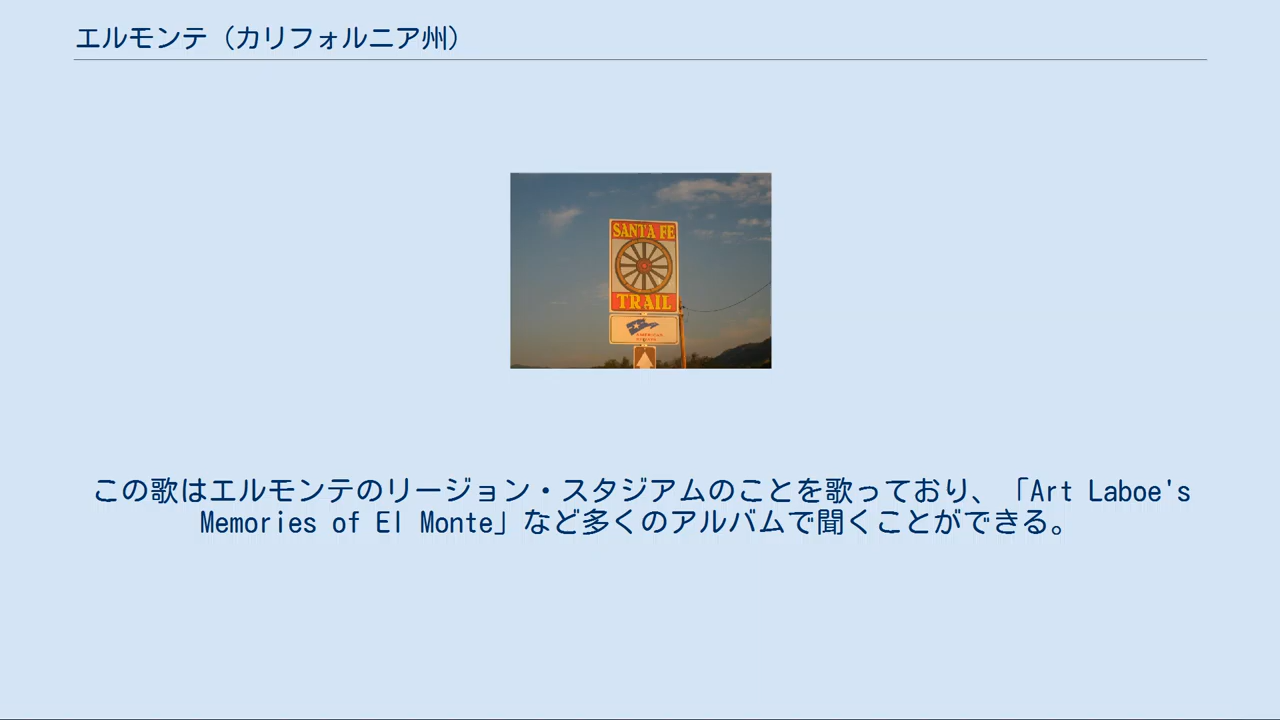 エルモンテ（カリフォルニア州）
SANTA FE
TRAIL
この歌はエルモンテのリージョン・スタジアムのことを歌っており、「Art Laboe's
Memories of El Monte」など多くのアルバムで聞くことができる。